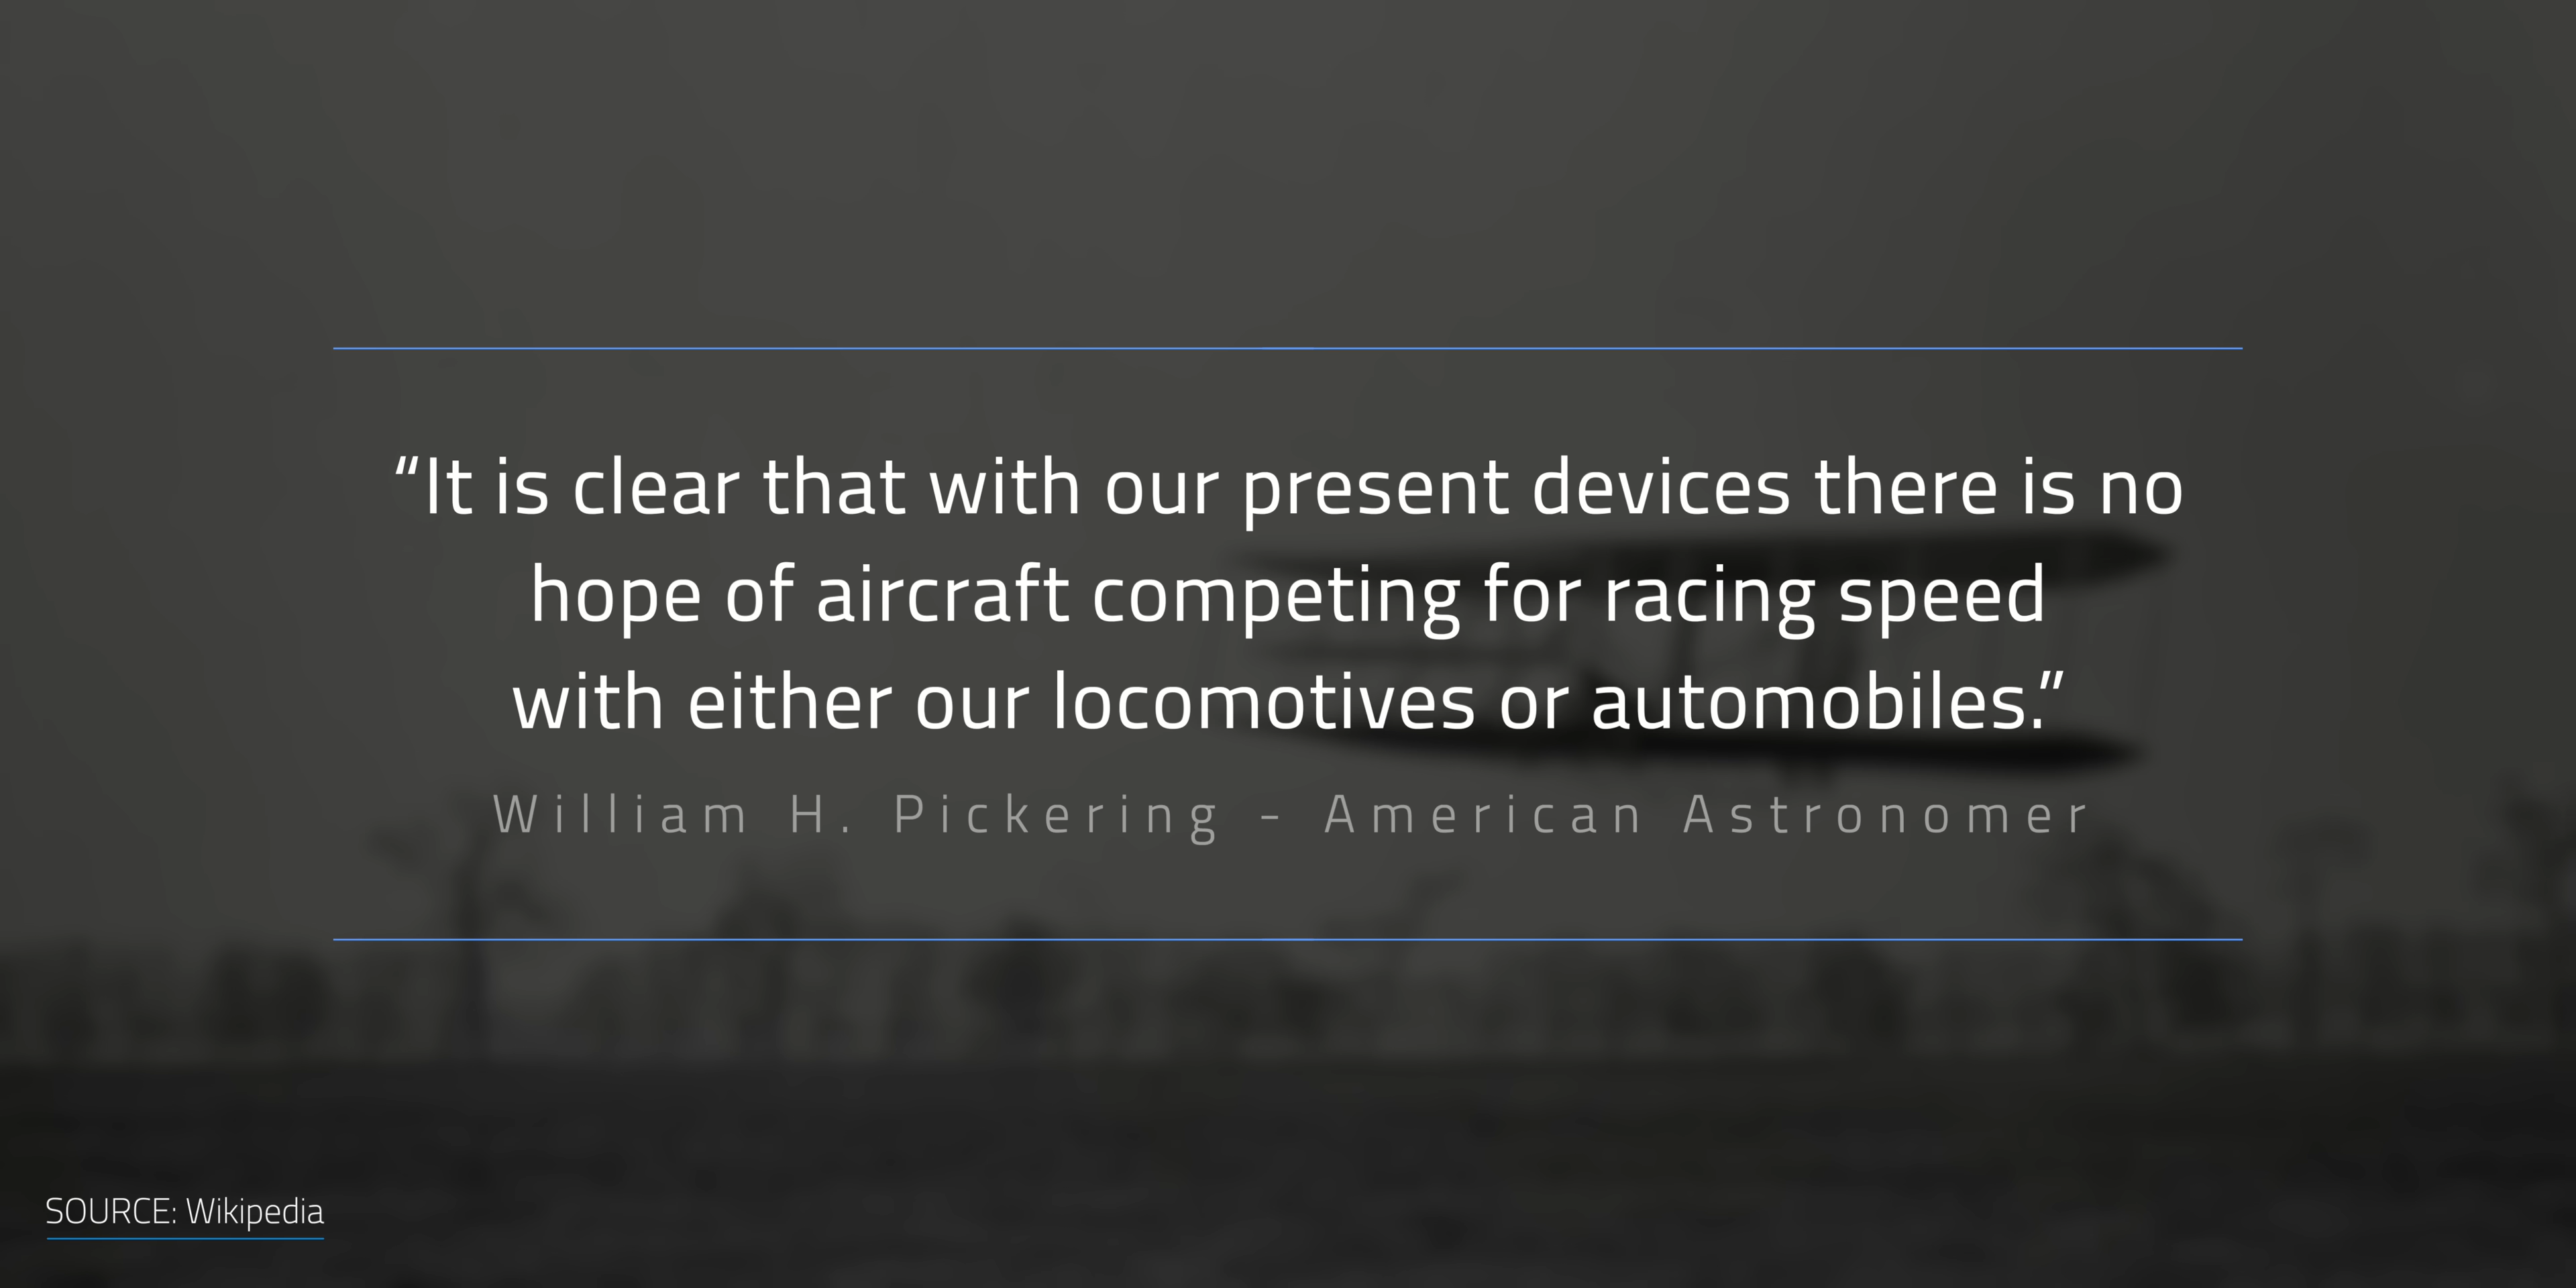 “It is clear that with our present devices there is no
hope of aircraft competing for racing speed
with either our locomotives or automobiles.”
William H. Pickering - American Astronomer
SOURCE: Wikipedia